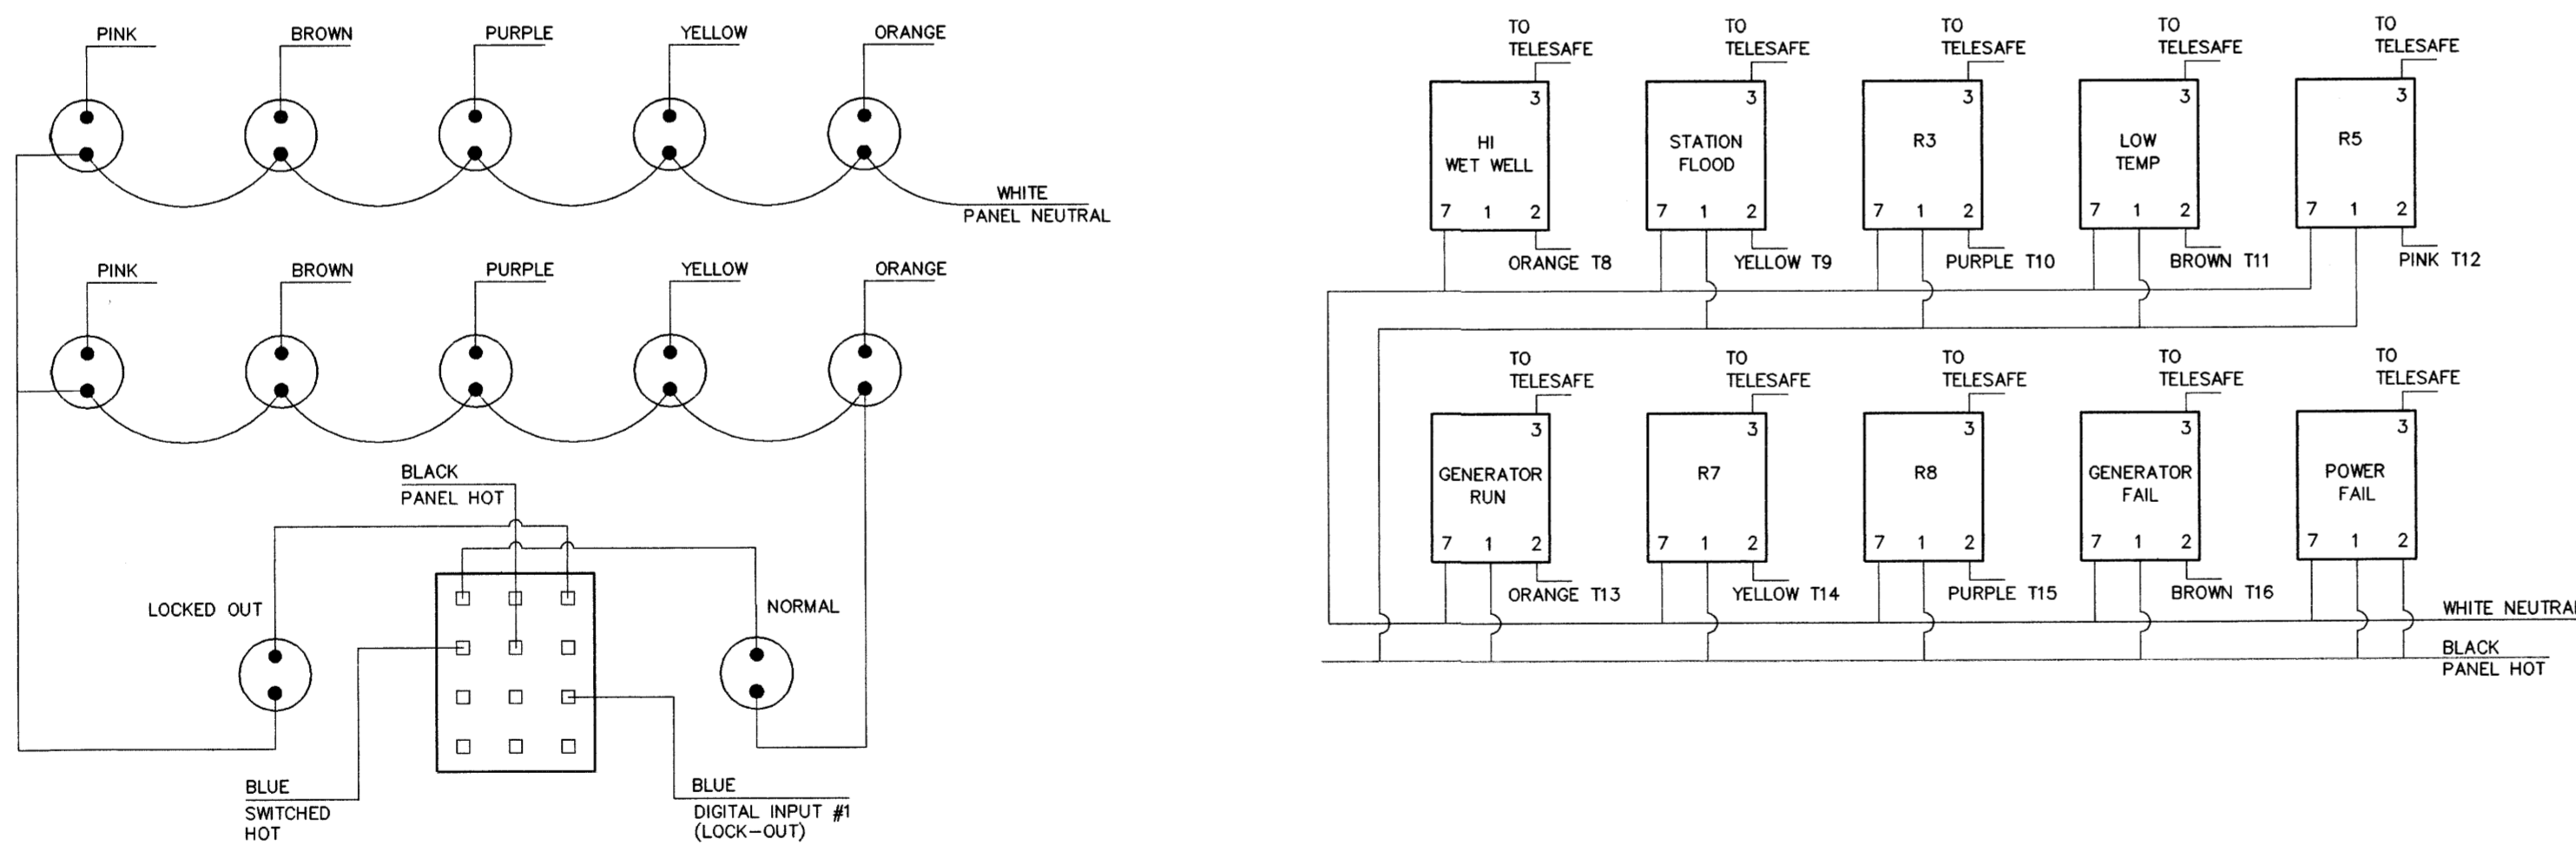 PINK
BROWN
PURPLE
YELLOW
ORANGE
WHITE
PANEL NEUTRAL
PINK
BROWN
PURPLE
YELLOW
ORANGE
BLACK
PANEL HOT
LOCKED OUT
NORMAL
BLUE
SWITCHED
HOT
BLUE
DIGITAL INPUT #1
(LOCK-OUT)
TO
TELESAFE
TO
TELESAFE
TO
TELESAFE
TO
TELESAFE
TO
TELESAFE
3
HI
WET WELL
7 1 2
ORANGE T8
3
STATION
FLOOD
7 1 2
YELLOW T9
3
R3
7 1 2
PURPLE T10
3
LOW
TEMP
7 1 2
BROWN T11
3
R5
7 1 2
PINK T12
TO
TELESAFE
TO
TELESAFE
TO
TELESAFE
TO
TELESAFE
TO
TELESAFE
3
GENERATOR
RUN
7 1 2
ORANGE T13
3
R7
7 1 2
YELLOW T14
3
R8
7 1 2
PURPLE T15
3
GENERATOR
FAIL
7 1 2
BROWN T16
3
POWER
FAIL
7 1 2
WHITE NEUTRAL
BLACK
PANEL HOT